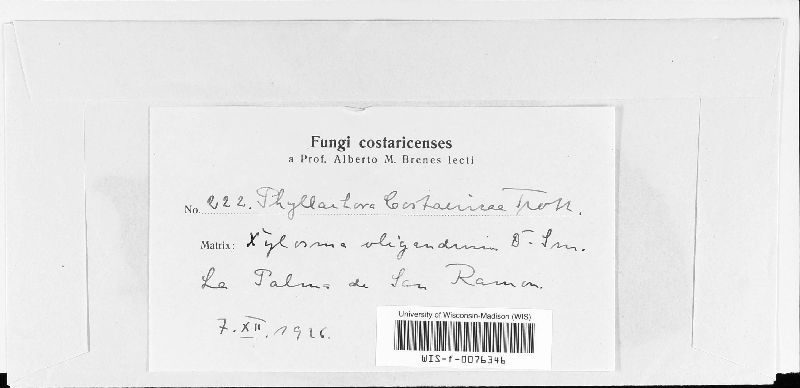 Fungi costaricenses
a Prof. Alberto M. Brenes lecti
No. 222. Phyllachora Costaricae Trott.
Matrix: Xylosma oligandrum D. Sm.
La Palma de San Ramon.
7. XII. 1926.
University of Wisconsin-Madison (WIS)
WIS-f-0076346